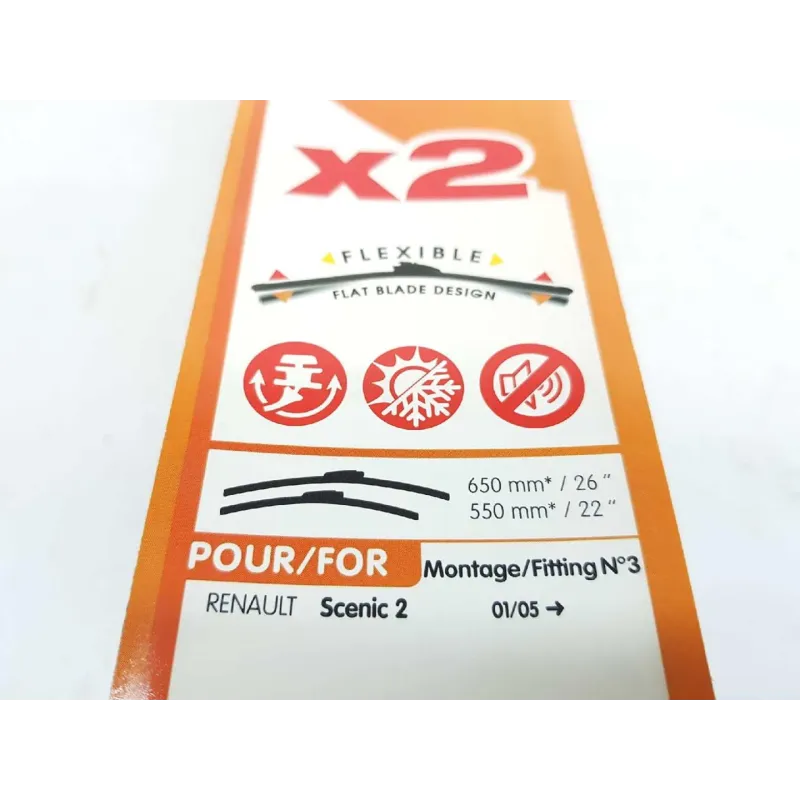 x2
FLEXIBLE
FLAT BLADE DESIGN
650 mm* / 26 "
550 mm* / 22 "
POUR/FOR Montage/Fitting N°3
RENAULT Scenic 2 01/05 →